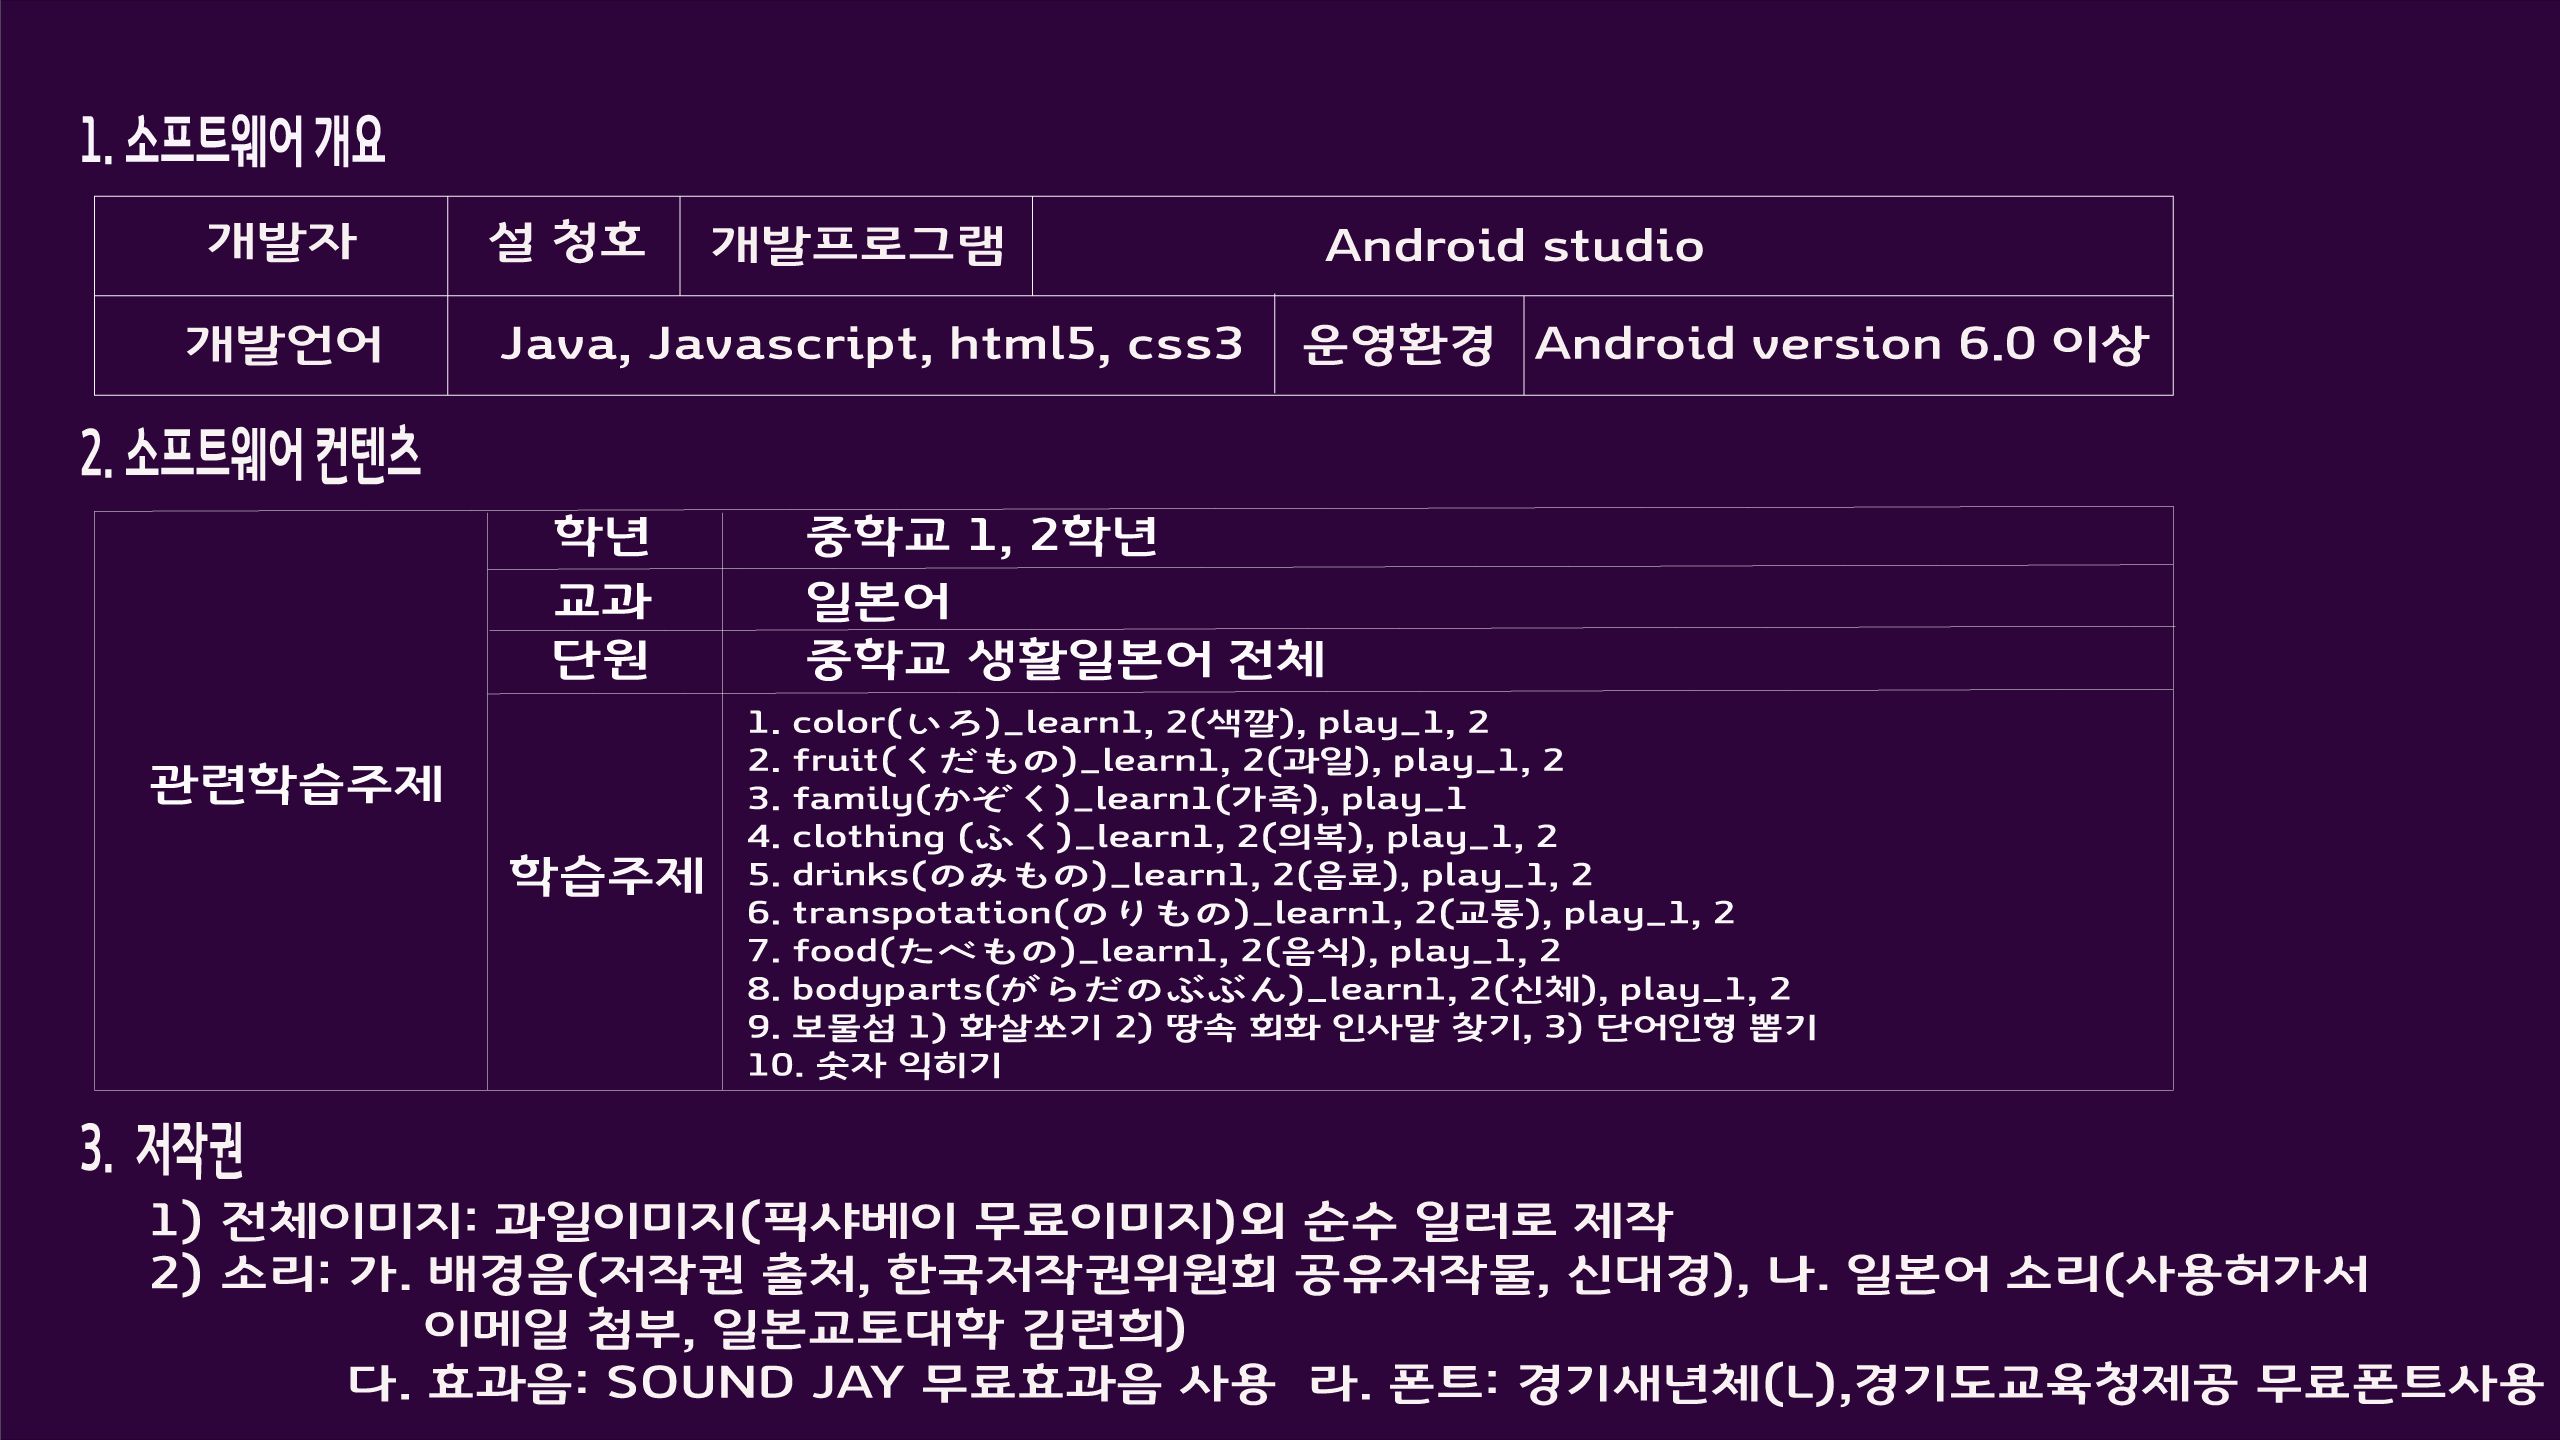 1. 소프트웨어 개요
개발자 설 청호 개발프로그램 Android studio
개발언어 Java, Javascript, html5, css3 운영환경 Android version 6.0 이상
2. 소프트웨어 컨텐츠
관련학습주제
학년 중학교 1, 2학년
교과 일본어
단원 중학교 생활일본어 전체
학습주제
1. color(いろ)_learn1, 2(색깔), play_1, 2
2. fruit(くだもの)_learn1, 2(과일), play_1, 2
3. family(かぞく)_learn1(가족), play_1
4. clothing (ふく)_learn1, 2(의복), play_1, 2
5. drinks(のみもの)_learn1, 2(음료), play_1, 2
6. transpotation(のりもの)_learn1, 2(교통), play_1, 2
7. food(たべもの)_learn1, 2(음식), play_1, 2
8. bodyparts(がらだのぶぶん)_learn1, 2(신체), play_1, 2
9. 보물섬 1) 화살쏘기 2) 땅속 회화 인사말 찾기, 3) 단어인형 뽑기
10. 숫자 익히기
3. 저작권
1) 전체이미지: 과일이미지(픽샤베이 무료이미지)외 순수 일러로 제작
2) 소리: 가. 배경음(저작권 출처, 한국저작권위원회 공유저작물, 신대경), 나. 일본어 소리(사용허가서
이메일 첨부, 일본교토대학 김련희)
다. 효과음: SOUND JAY 무료효과음 사용 라. 폰트: 경기새년체(L),경기도교육청제공 무료폰트사용